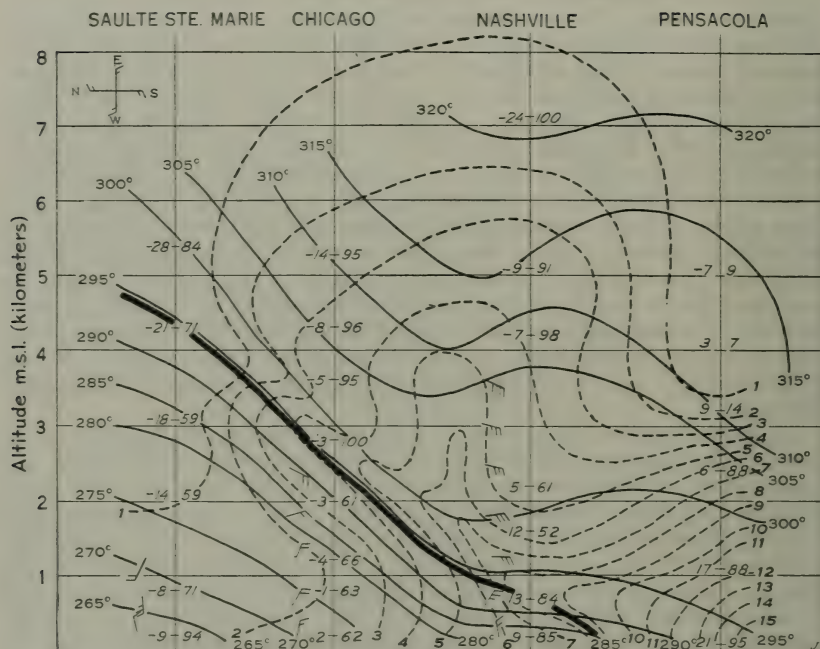 SAULTE STE. MARIE CHICAGO NASHVILLE PENSACOLA
8
E
N S
W
7
320° -24-100 320°
315°
305°
310°
300°
6
-28-84 -14-95
5
295° -9-91 -7 9
-21-71 -8-96 -7-98
290°
4
3 7
-5-95
285° 315°
1
9-14 2
280° -18-59 3
3
-3-100 4
310°
5
6
6-88-7
305°
275° -14-59 -3-61 5-61 8
2
1 9
300°
12-52 10
270° 11
-4-66
1
17-88-12
265° -8-71 -1-63 13-84 13
14
15
-9-94 2 265° 270° 2-62 3 4 5 280° 6 9-85 7 285° 10 11 290° 21-95 295°
Altitude m.s.l. (kilometers)